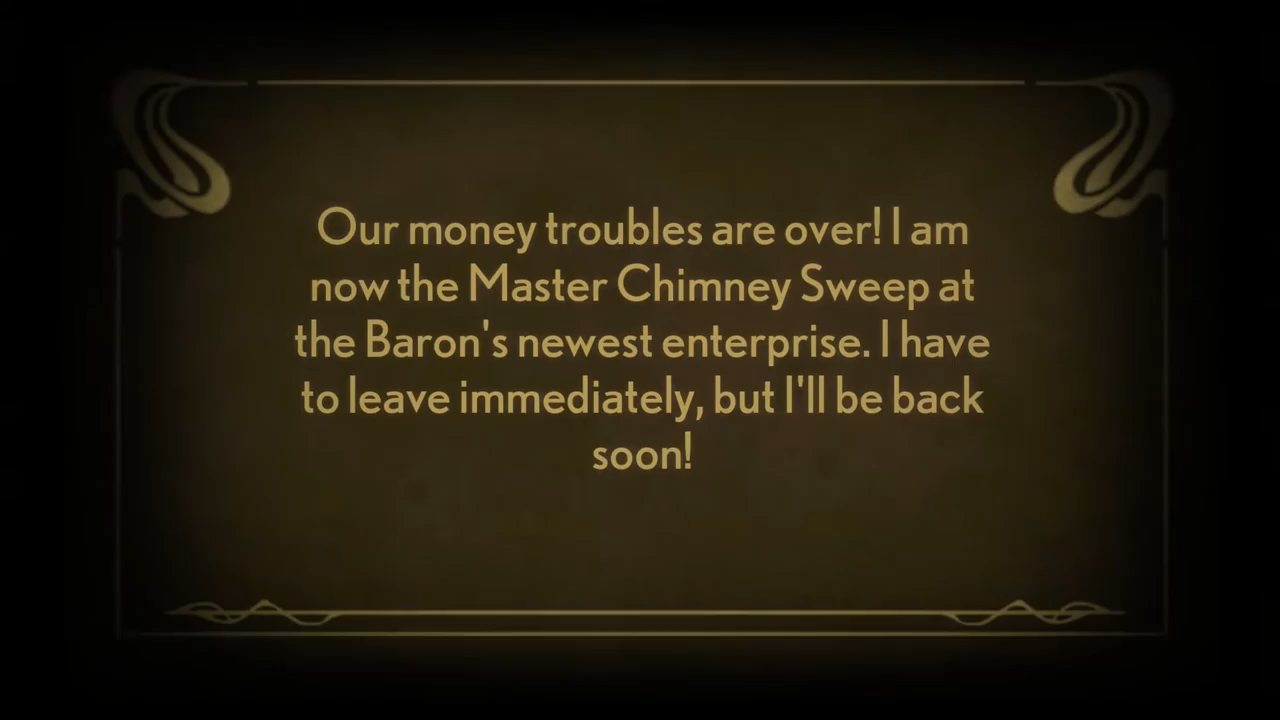 Our money troubles are over! I am
now the Master Chimney Sweep at
the Baron's newest enterprise. I have
to leave immediately, but I'll be back
soon!